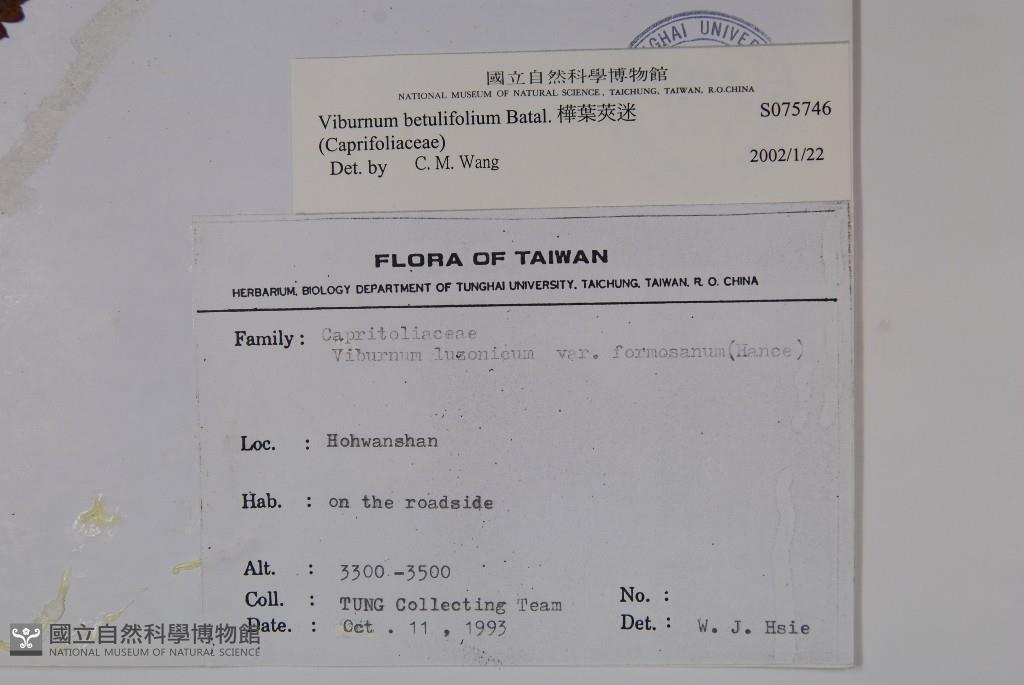 GHAI UNIVE
國立自然科學博物館
NATIONAL MUSEUM OF NATURAL SCIENCE, TAICHUNG, TAIWAN, R.O.CHINA
Viburnum betulifolium Batal. 樺葉莢迷 S075746
(Caprifoliaceae)
Det. by C. M. Wang 2002/1/22
FLORA OF TAIWAN
HERBARIUM, BIOLOGY DEPARTMENT OF TUNGHAI UNIVERSITY, TAICHUNG, TAIWAN, R. O. CHINA
Family: Capritoliaceae
Viburnum luzonicum var. formosanum(Hance)
Loc. : Hohwanshan
Hab. : on the roadside
Alt. : 3300-3500
Coll. : TUNG Collecting Team No. :
Date. : Oct. 11, 1993 Det. : W. J. Hsie
國立自然科學博物館
NATIONAL MUSEUM OF NATURAL SCIENCE